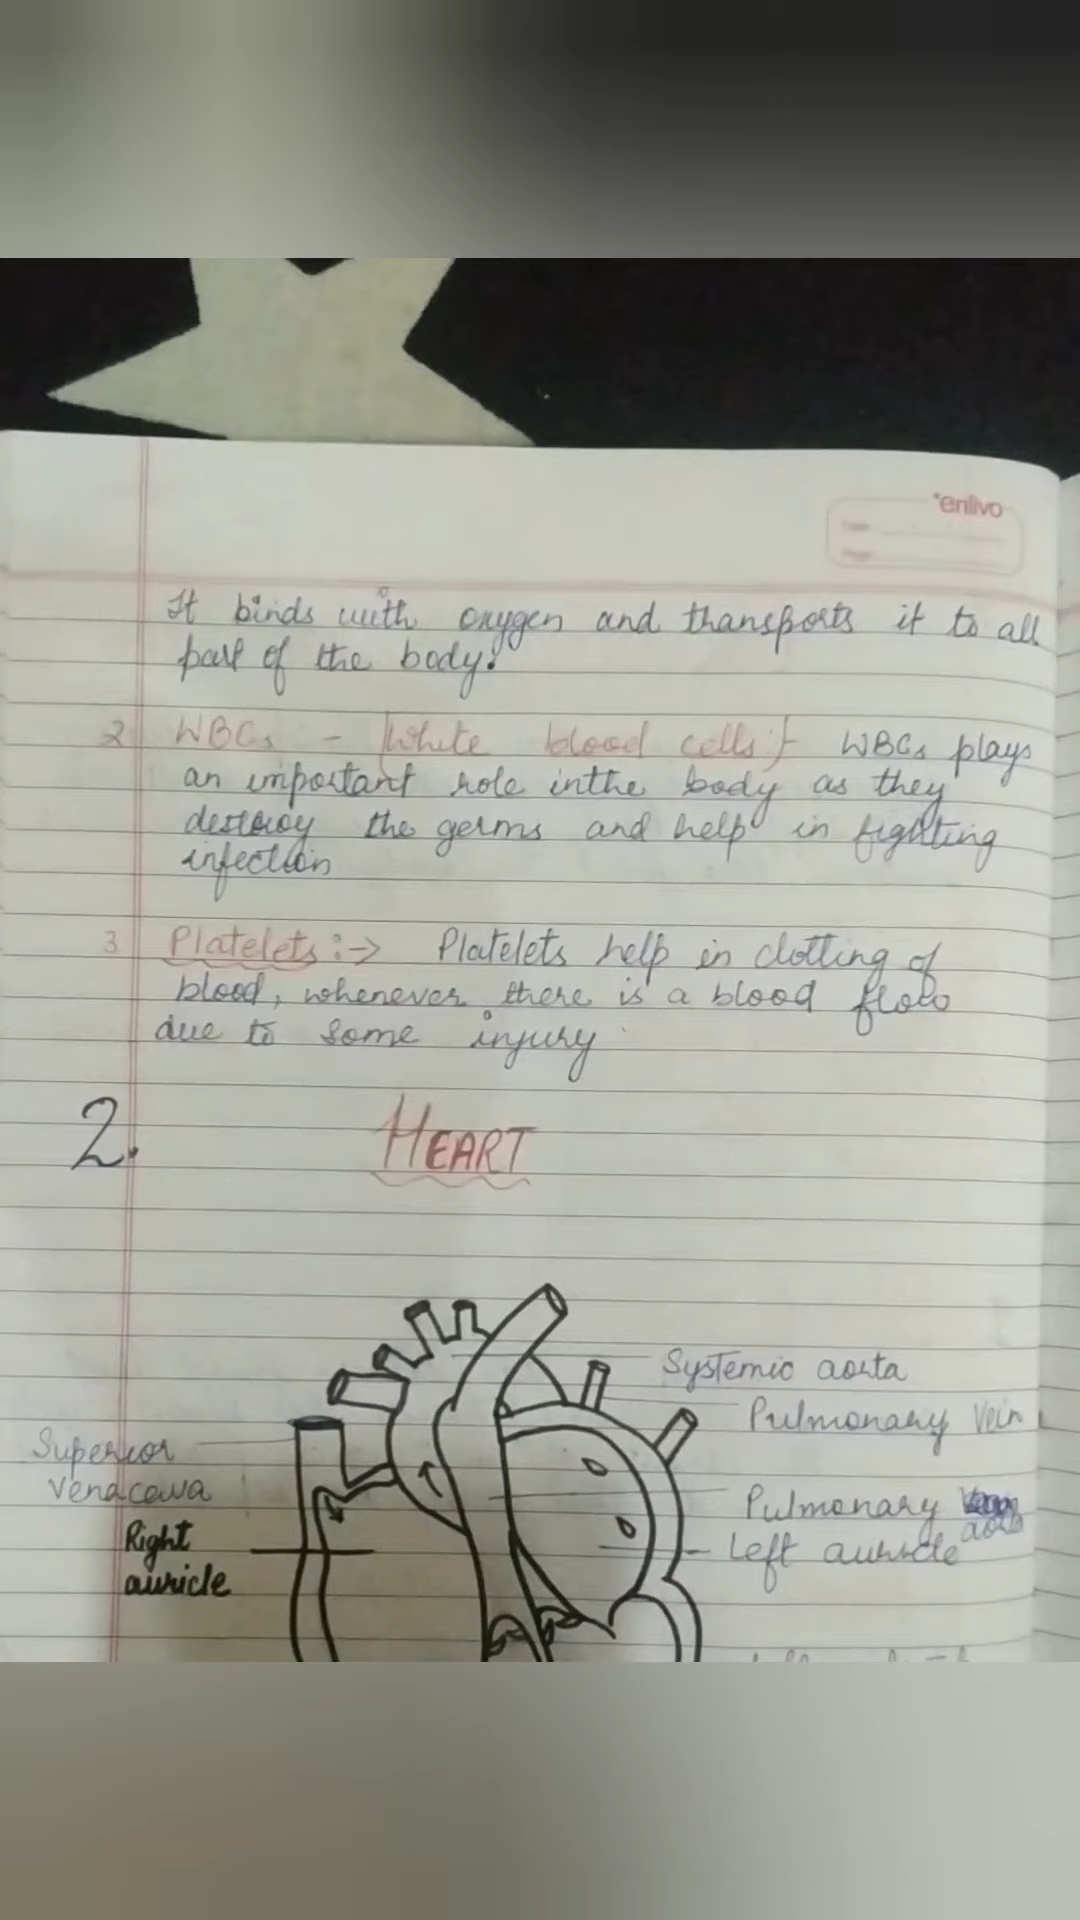 enlivo
Date
Page
It binds with oxygen and transports it to all
part of the body.
2 WBCs - (White blood cells)- WBCs plays
an important role inthe body as they
destroy the germs and help in fighting
infection
3 Platelets :-> Platelets help in clotting of
blood, whenever there is a blood flow
due to some injury
2. HEART
Systemic aorta
Pulmonary Vein
Superior
Venacava
Pulmonary
aorta
Right
auricle
Left auricle